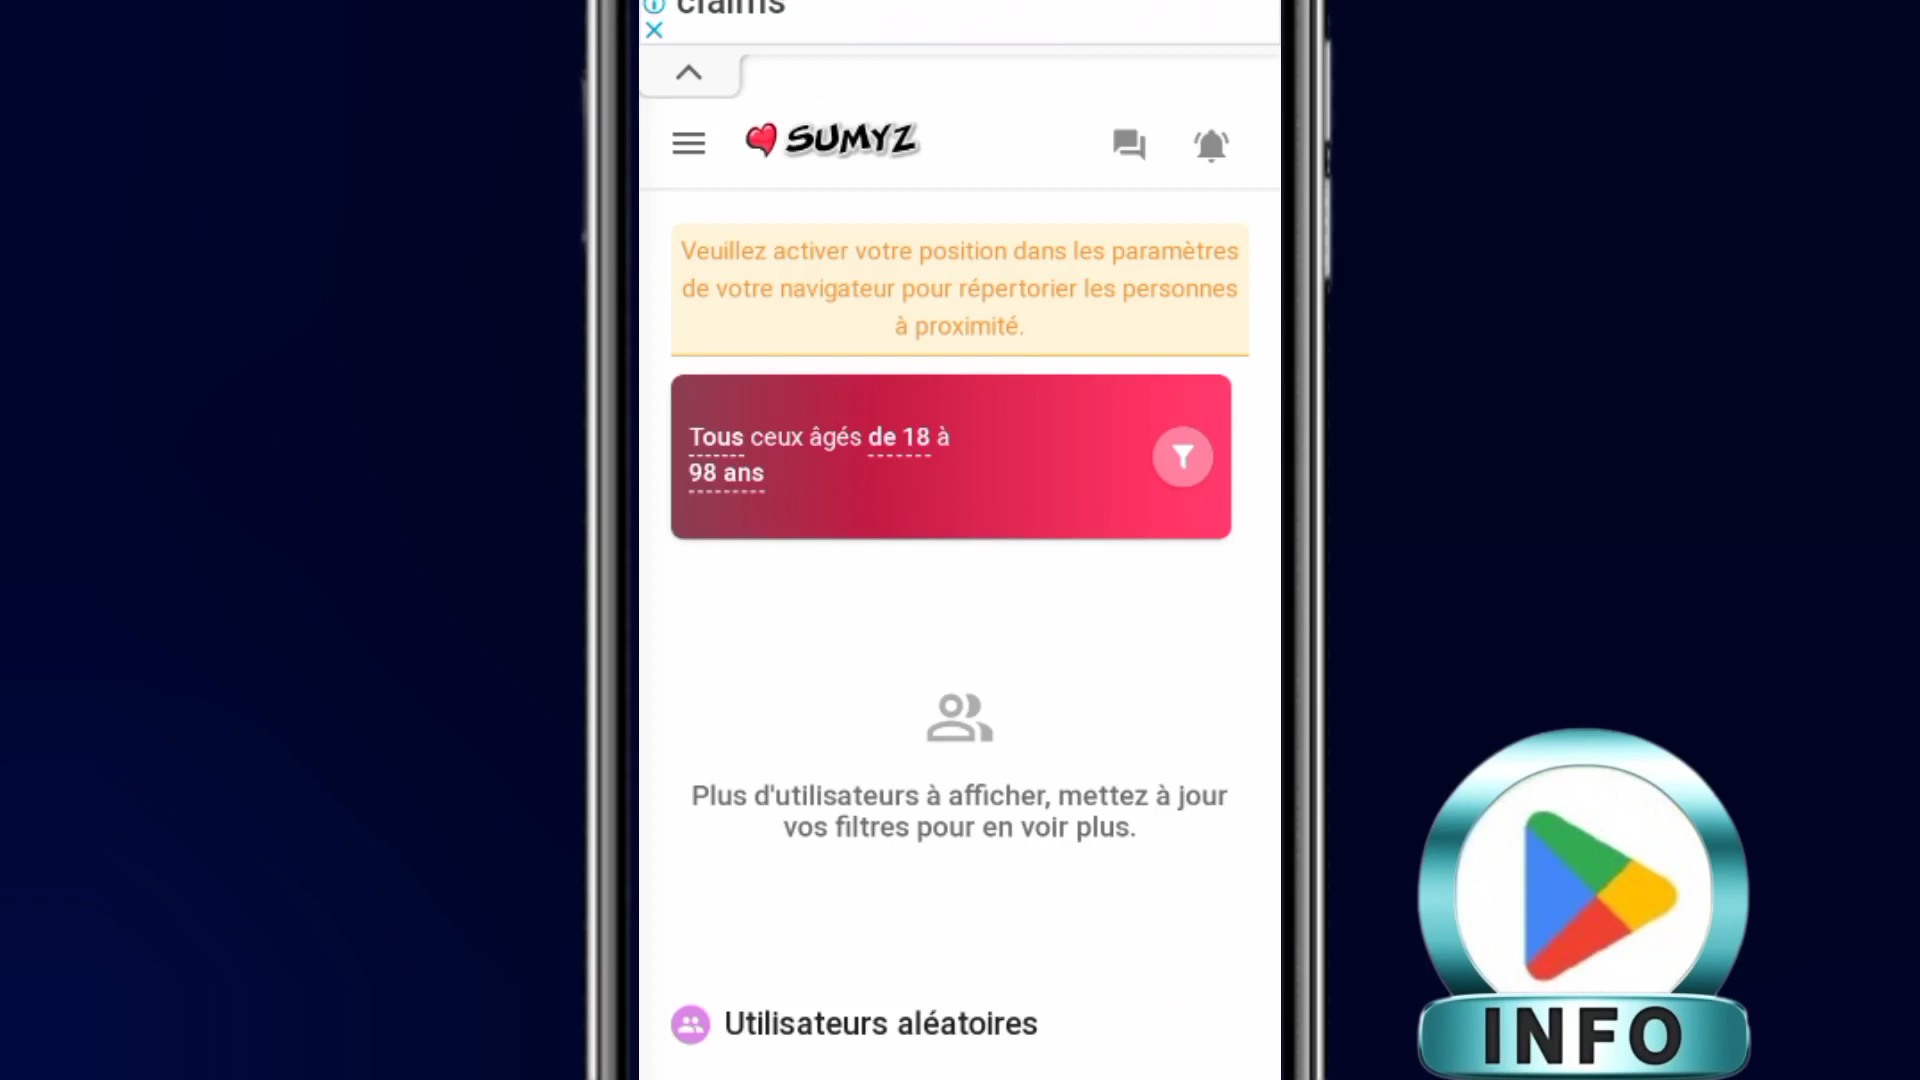 claims
SUMYZ
Veuillez activer votre position dans les paramètres
de votre navigateur pour répertorier les personnes
à proximité.
Tous ceux âgés de 18 à
98 ans
Plus d'utilisateurs à afficher, mettez à jour
vos filtres pour en voir plus.
Utilisateurs aléatoires
INFO